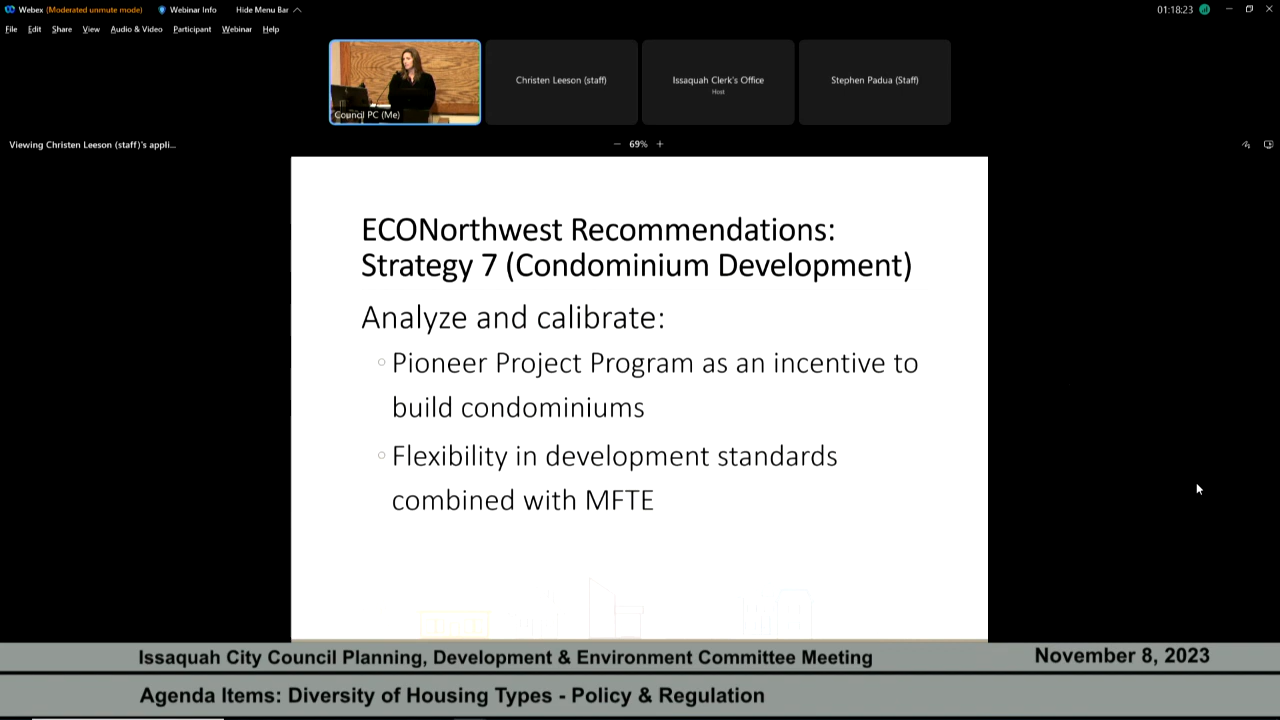 Webex (Moderated unmute mode) Webinar Info Hide Menu Bar 01:18:23
File Edit Share View Audio & Video Participant Webinar Help
Council PC (Me)
Christen Leeson (staff)
Issaquah Clerk's Office
Host
Stephen Padua (Staff)
Viewing Christen Leeson (staff)'s appli...
− 69% +
ECONorthwest Recommendations:
Strategy 7 (Condominium Development)
Analyze and calibrate:
Pioneer Project Program as an incentive to
build condominiums
Flexibility in development standards
combined with MFTE
Issaquah City Council Planning, Development & Environment Committee Meeting November 8, 2023
Agenda Items: Diversity of Housing Types - Policy & Regulation